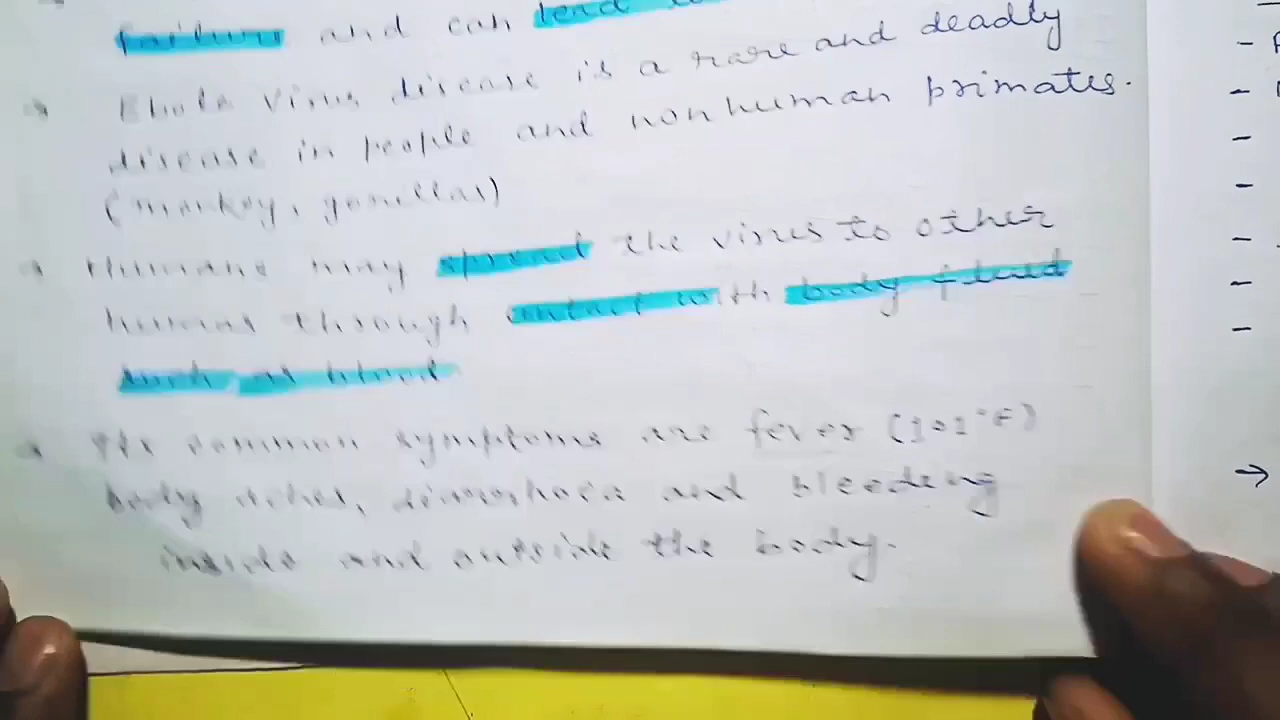 failure and can lead to
Ebola virus disease is a rare and deadly
disease in people and nonhuman primates.
(monkey, gorillas)
Humans may spread the virus to other
humans through contact with body fluid
such as blood
The common symptoms are fever (101°F)
body aches, diarrhoea and bleeding
inside and outside the body.